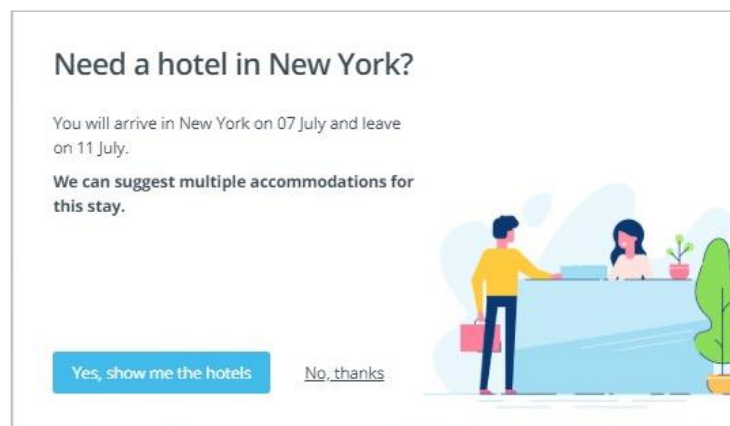 Need a hotel in New York?
You will arrive in New York on 07 July and leave
on 11 July.
We can suggest multiple accommodations for
this stay.
Yes, show me the hotels
No, thanks